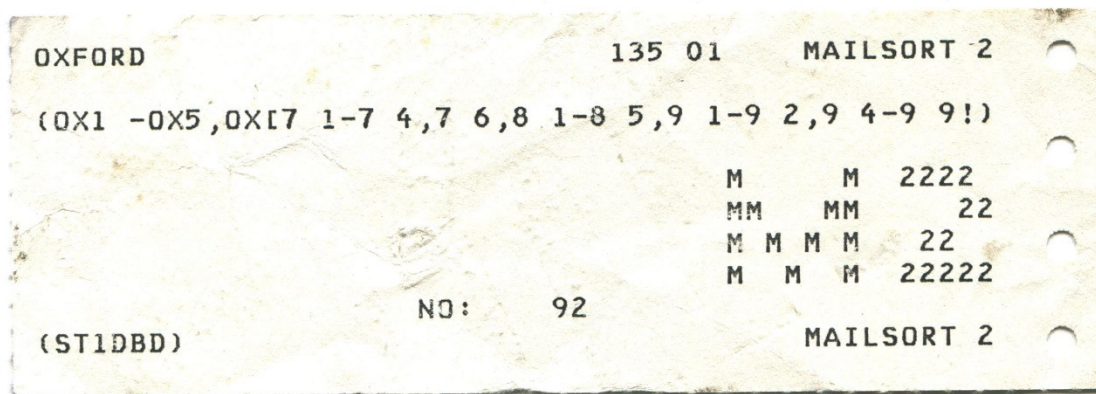 OXFORD 135 01 MAILSORT 2
(OX1 -OX5,OX[7 1-7 4,7 6,8 1-8 5,9 1-9 2,9 4-9 9!)
M M 2222
MM MM 22
M M M M 22
M M M 22222
NO: 92
(ST1DBD) MAILSORT 2